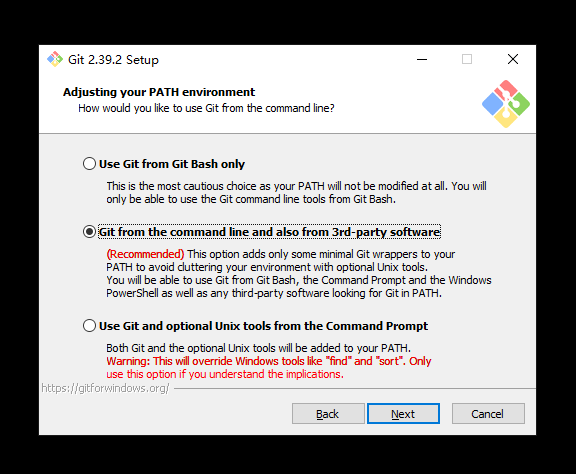 Git 2.39.2 Setup
Adjusting your PATH environment
How would you like to use Git from the command line?
Use Git from Git Bash only
This is the most cautious choice as your PATH will not be modified at all. You will
only be able to use the Git command line tools from Git Bash.
Git from the command line and also from 3rd-party software
(Recommended) This option adds only some minimal Git wrappers to your
PATH to avoid cluttering your environment with optional Unix tools.
You will be able to use Git from Git Bash, the Command Prompt and the Windows
PowerShell as well as any third-party software looking for Git in PATH.
Use Git and optional Unix tools from the Command Prompt
Both Git and the optional Unix tools will be added to your PATH.
Warning: This will override Windows tools like "find" and "sort". Only
use this option if you understand the implications.
https://gitforwindows.org/
Back Next Cancel